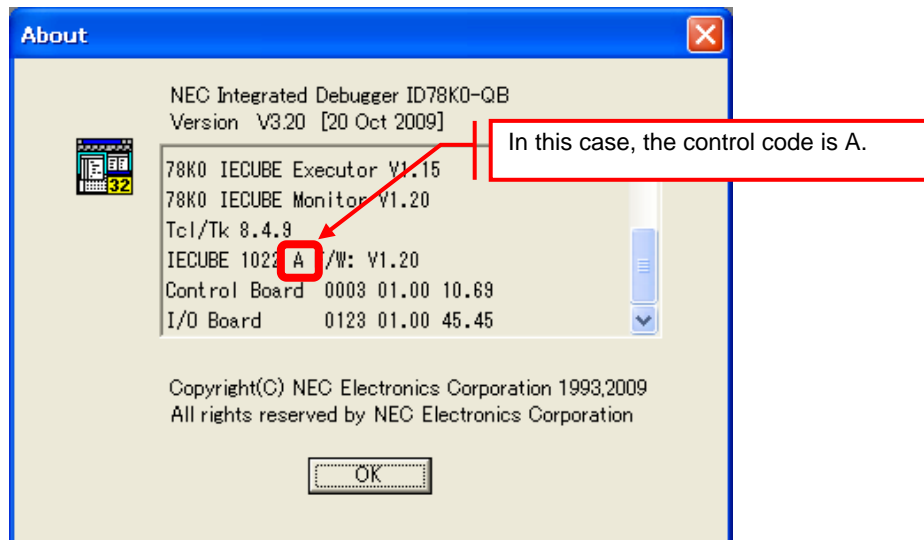 About
NEC Integrated Debugger ID78K0-QB
Version V3.20 [20 Oct 2009]
In this case, the control code is A.
32
78K0 IECUBE Executor V1.15
78K0 IECUBE Monitor V1.20
Tcl/Tk 8.4.9
IECUBE 1022 A /W: V1.20
Control Board 0003 01.00 10.69
I/O Board 0123 01.00 45.45
Copyright(C) NEC Electronics Corporation 1993,2009
All rights reserved by NEC Electronics Corporation
OK